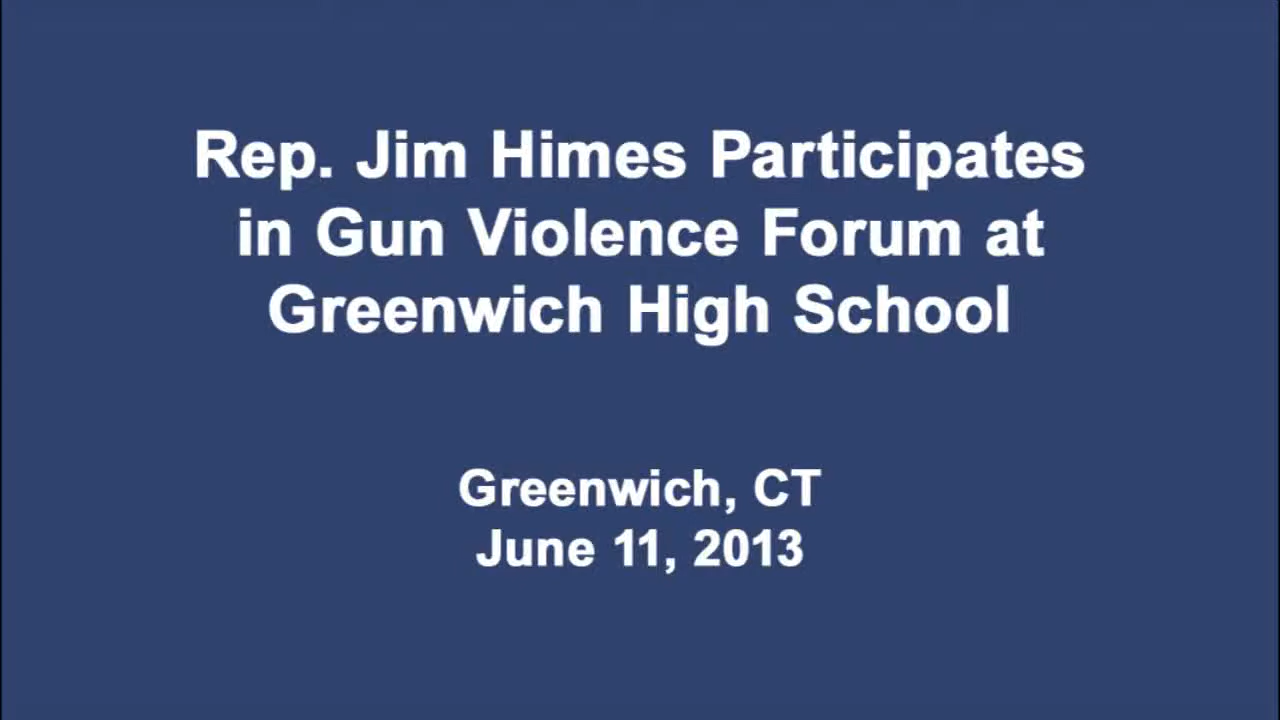 Rep. Jim Himes Participates
in Gun Violence Forum at
Greenwich High School
Greenwich, CT
June 11, 2013